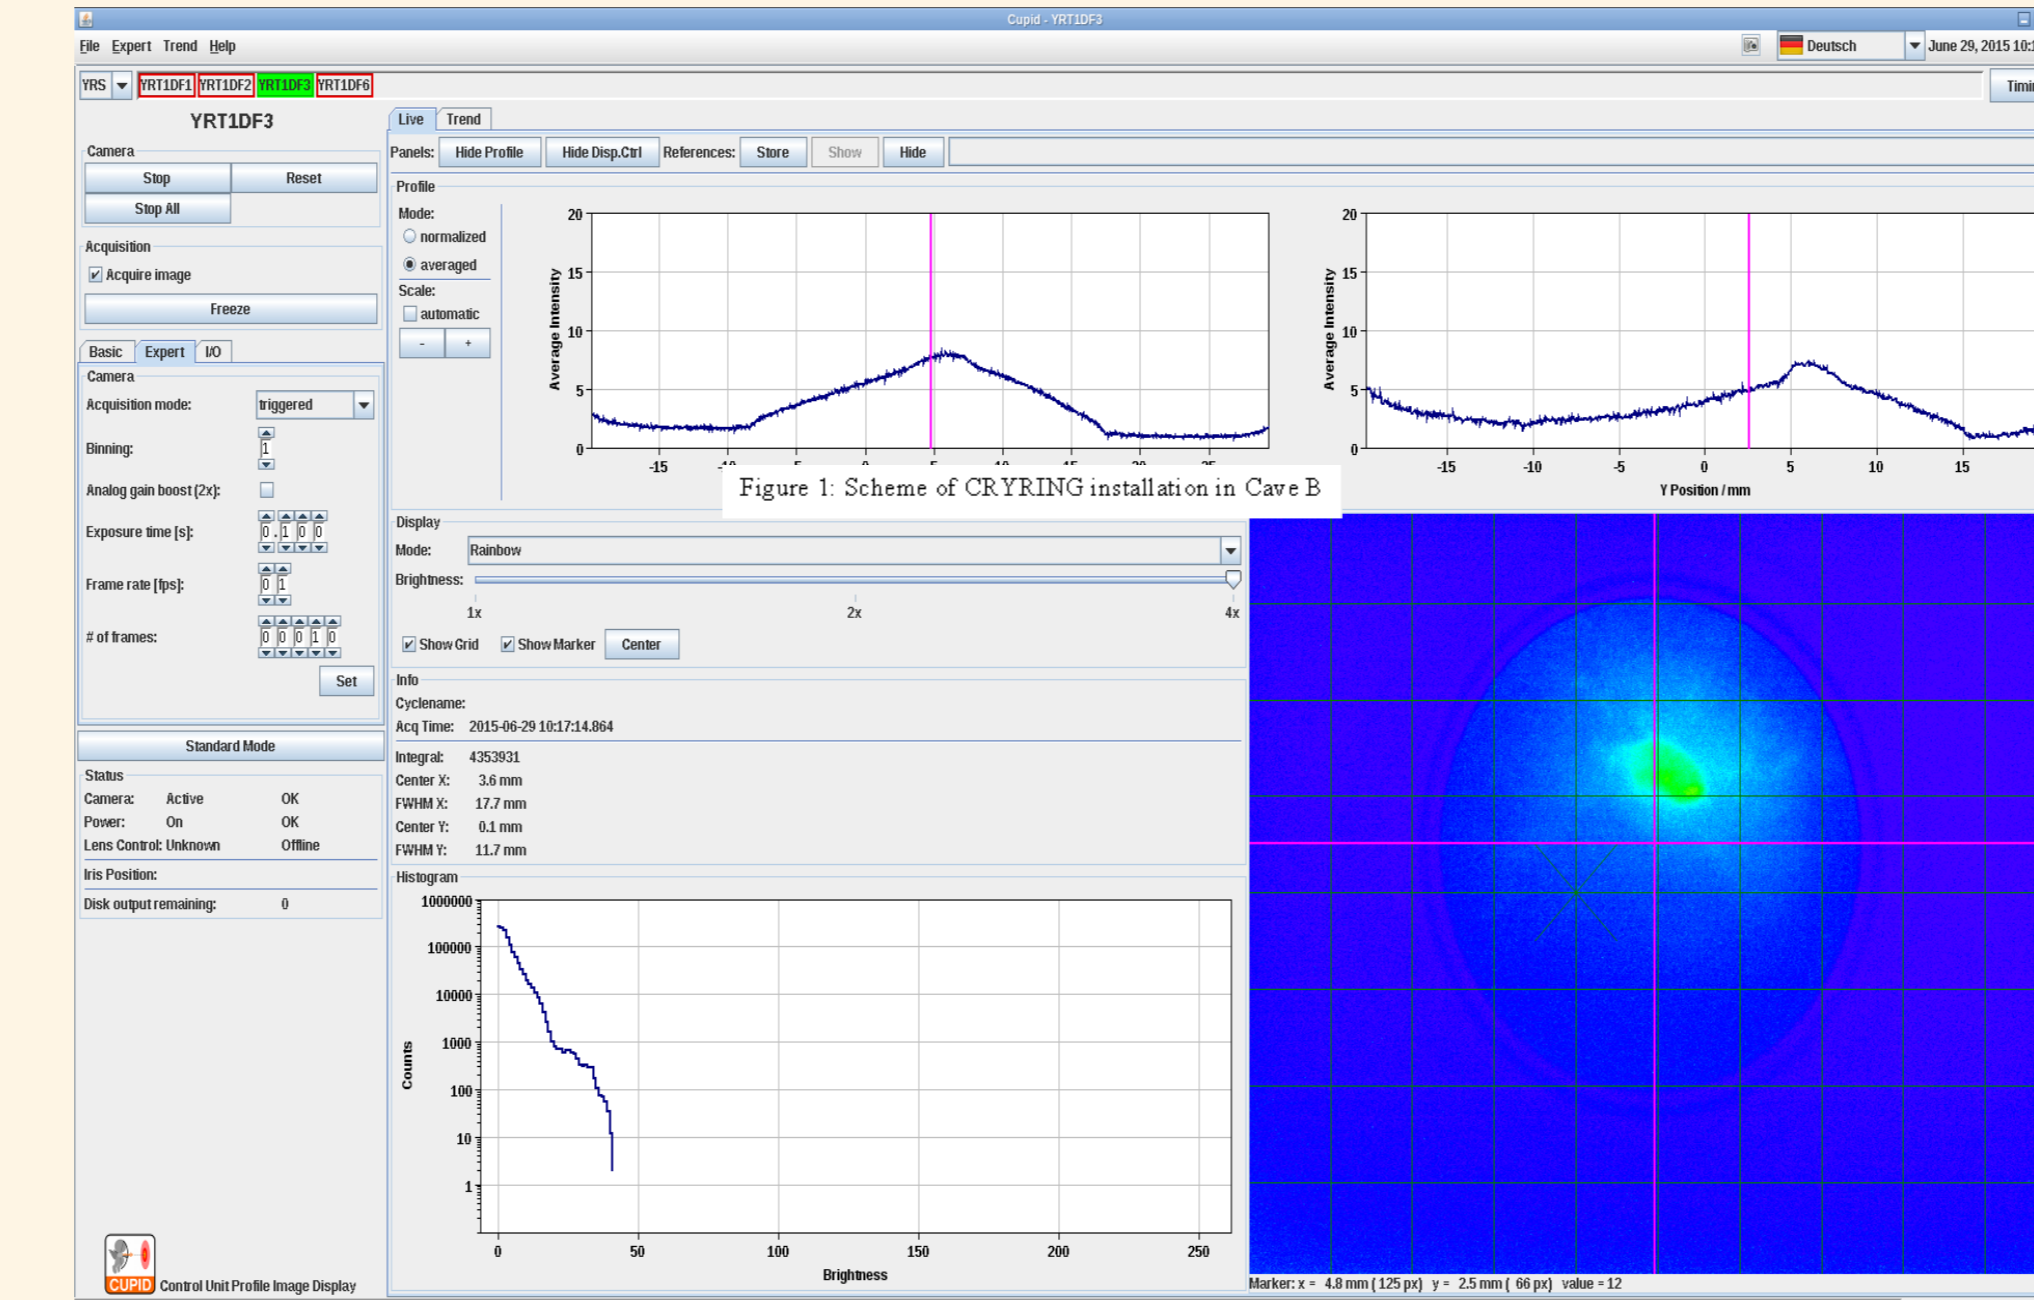 Cupid - YRT1DF3
File Expert Trend Help
Deutsch
June 29, 2015 10:1
YRS YRT1DF1 YRT1DF2 YRT1DF3 YRT1DF6
YRT1DF3
Camera
Stop Reset
Stop All
Acquisition
Acquire image
Freeze
Basic Expert I/O
Camera
Acquisition mode: triggered
Binning: 1
Analog gain boost (2x):
Exposure time [s]: 0.100
Frame rate [fps]: 01
# of frames: 00010
Set
Standard Mode
Status
Camera: Active OK
Power: On OK
Lens Control: Unknown Offline
Iris Position:
Disk output remaining: 0
CUPID Control Unit Profile Image Display
Live Trend
Panels: Hide Profile Hide Disp.Ctrl References: Store Show Hide
Profile
Mode:
normalized
averaged
Scale:
automatic
- +
Average Intensity
20
15
10
5
0
-15 -10 -5 0 5 10 15 20 25
Average Intensity
20
15
10
5
0
-15 -10 -5 0 5 10 15
Y Position / mm
Figure 1: Scheme of CRYRING installation in Cave B
Display
Mode: Rainbow
Brightness:
1x 2x 4x
Show Grid Show Marker Center
Info
Cyclename:
Acq Time: 2015-06-29 10:17:14.864
Integral: 4353931
Center X: 3.6 mm
FWHM X: 17.7 mm
Center Y: 0.1 mm
FWHM Y: 11.7 mm
Histogram
Counts
1000000
100000
10000
1000
100
10
1
0 50 100 150 200 250
Brightness
Marker: x = 4.8 mm ( 125 px) y = 2.5 mm ( 66 px) value = 12